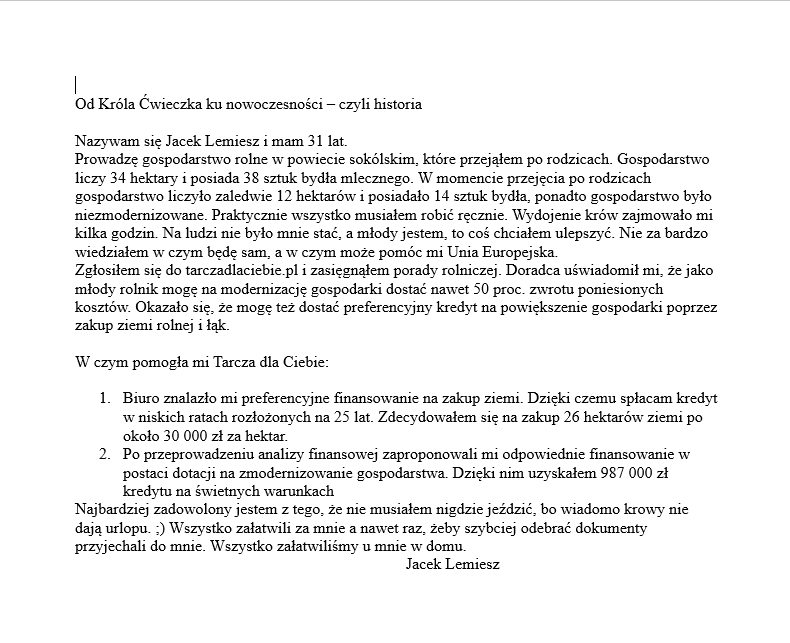 Od Króla Ćwieczka ku nowoczesności – czyli historia
Nazywam się Jacek Lemiesz i mam 31 lat.
Prowadzę gospodarstwo rolne w powiecie sokólskim, które przejąłem po rodzicach. Gospodarstwo
liczy 34 hektary i posiada 38 sztuk bydła mlecznego. W momencie przejęcia po rodzicach
gospodarstwo liczyło zaledwie 12 hektarów i posiadało 14 sztuk bydła, ponadto gospodarstwo było
niezmodernizowane. Praktycznie wszystko musiałem robić ręcznie. Wydojenie krów zajmowało mi
kilka godzin. Na ludzi nie było mnie stać, a młody jestem, to coś chciałem ulepszyć. Nie za bardzo
wiedziałem w czym będę sam, a w czym może pomóc mi Unia Europejska.
Zgłosiłem się do tarczadlaciebie.pl i zasięgnąłem porady rolniczej. Doradca uświadomił mi, że jako
młody rolnik mogę na modernizację gospodarki dostać nawet 50 proc. zwrotu poniesionych
kosztów. Okazało się, że mogę też dostać preferencyjny kredyt na powiększenie gospodarki poprzez
zakup ziemi rolnej i łąk.
W czym pomogła mi Tarcza dla Ciebie:
1. Biuro znalazło mi preferencyjne finansowanie na zakup ziemi. Dzięki czemu spłacam kredyt
w niskich ratach rozłożonych na 25 lat. Zdecydowałem się na zakup 26 hektarów ziemi po
około 30 000 zł za hektar.
2. Po przeprowadzeniu analizy finansowej zaproponowali mi odpowiednie finansowanie w
postaci dotacji na zmodernizowanie gospodarstwa. Dzięki nim uzyskałem 987 000 zł
kredytu na świetnych warunkach
Najbardziej zadowolony jestem z tego, że nie musiałem nigdzie jeździć, bo wiadomo krowy nie
dają urlopu. ;) Wszystko załatwili za mnie a nawet raz, żeby szybciej odebrać dokumenty
przyjechali do mnie. Wszystko załatwiliśmy u mnie w domu.
Jacek Lemiesz